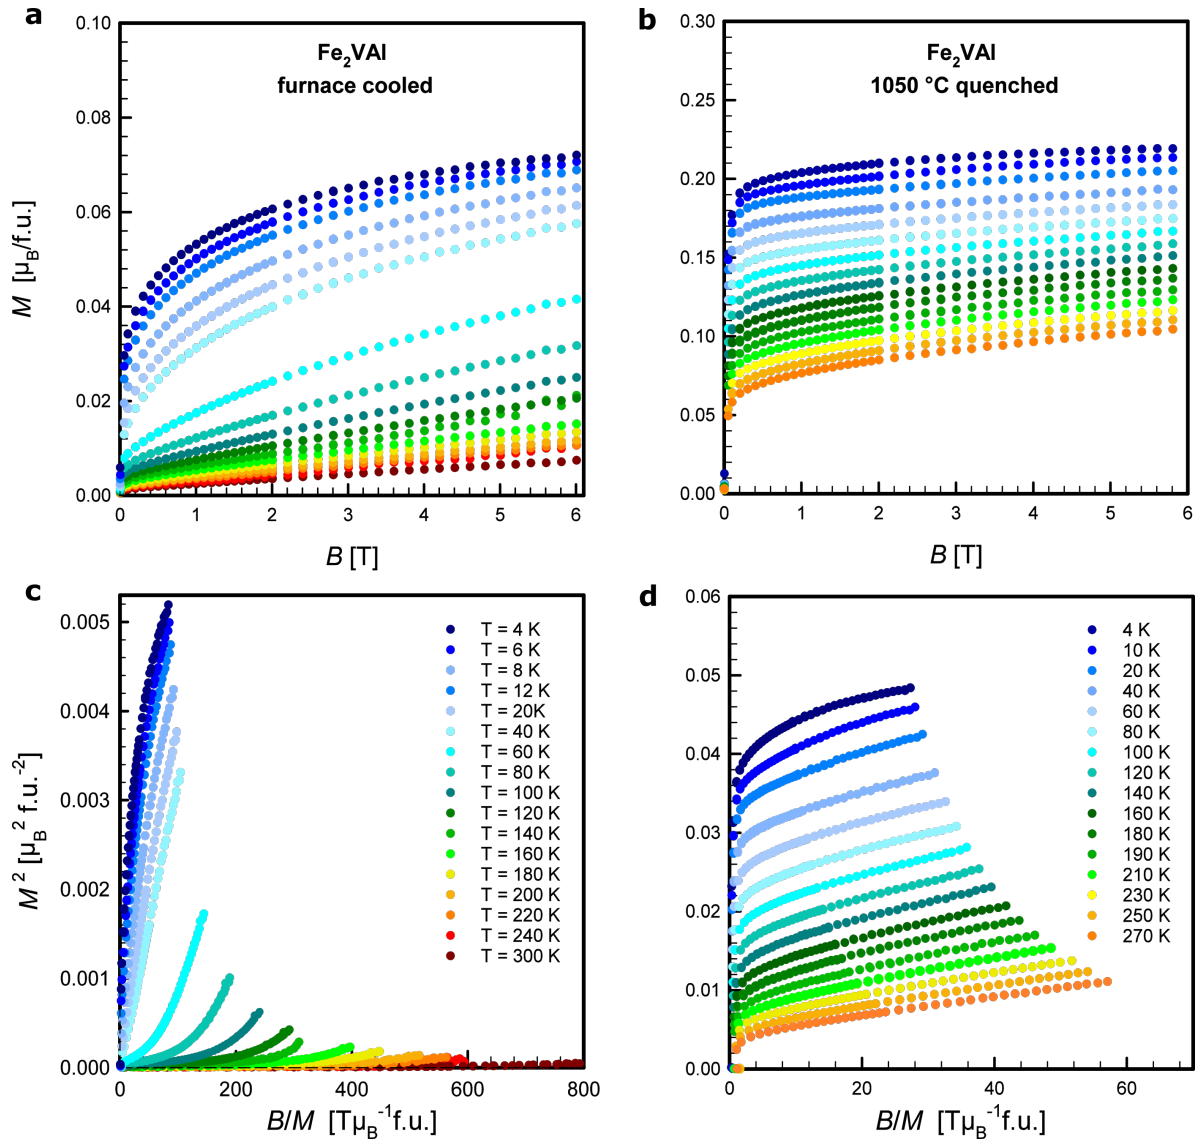 a
0.10
0.08
0.06
0.04
0.02
0.00
M [μB/f.u.]
Fe2VAl
furnace cooled
0
1
2
3
4
5
6
B [T]
b
0.30
0.25
0.20
0.15
0.10
0.05
0.00
Fe2VAl
1050 °C quenched
0
1
2
3
4
5
6
B [T]
c
0.005
0.004
0.003
0.002
0.001
0.000
M 2 [μB2 f.u.-2]
T = 4 K
T = 6 K
T = 8 K
T = 12 K
T = 20K
T = 40 K
T = 60 K
T = 80 K
T = 100 K
T = 120 K
T = 140 K
T = 160 K
T = 180 K
T = 200 K
T = 220 K
T = 240 K
T = 300 K
0
200
400
600
800
B/M [TμB-1f.u.]
d
0.06
0.05
0.04
0.03
0.02
0.01
0.00
4 K
10 K
20 K
40 K
60 K
80 K
100 K
120 K
140 K
160 K
180 K
190 K
210 K
230 K
250 K
270 K
0
20
40
60
B/M [TμB-1f.u.]